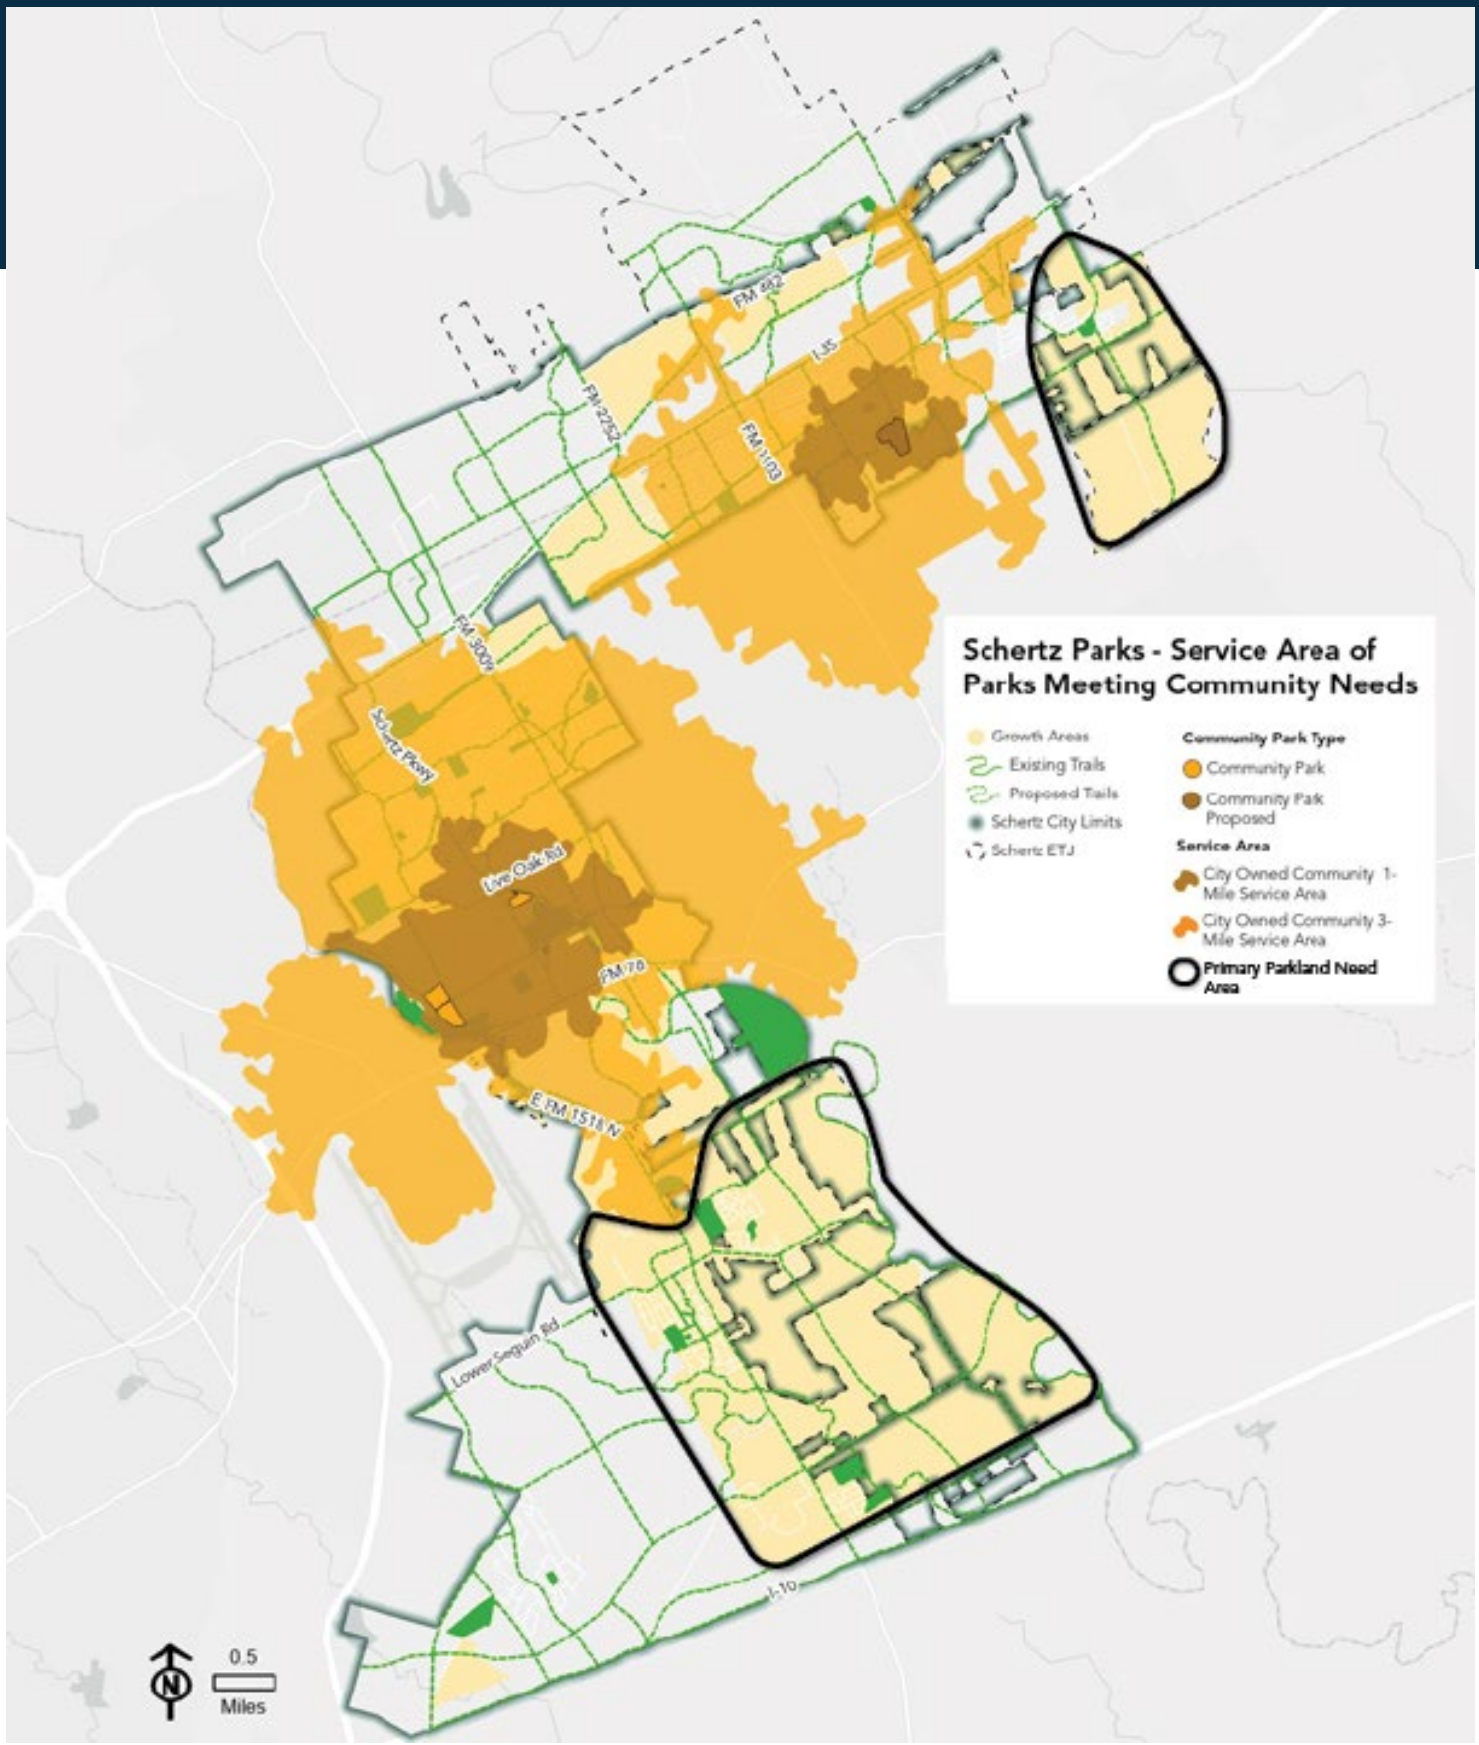 FM 482
I-35
FM 2252
FM 1103
FM 3009
Schertz Parks - Service Area of
Parks Meeting Community Needs
Growth Areas
Existing Trails
Proposed Trails
Schertz City Limits
Schertz ETJ
Community Park Type
Community Park
Community Park
Proposed
Service Area
City Owned Community 1-
Mile Service Area
City Owned Community 3-
Mile Service Area
Primary Parkland Need
Area
Schertz Pkwy
Live Oak Rd
FM 78
E FM 1518 N
Lower Seguin Rd
I-10
N
0.5
Miles